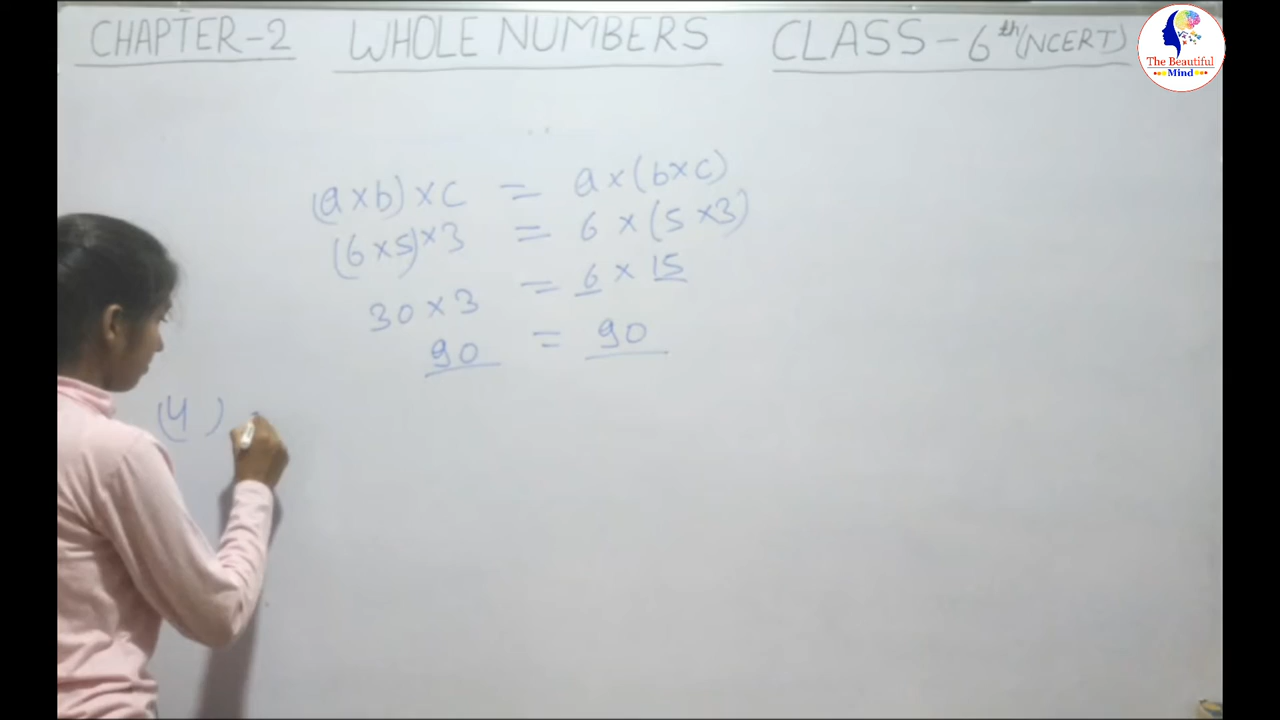 CHAPTER-2 WHOLE NUMBERS CLASS-6th (NCERT)
The Beautiful
Mind
(a×b)×c = a×(b×c)
(6×5)×3 = 6×(5×3)
30×3 = 6×15
90 = 90
(4)